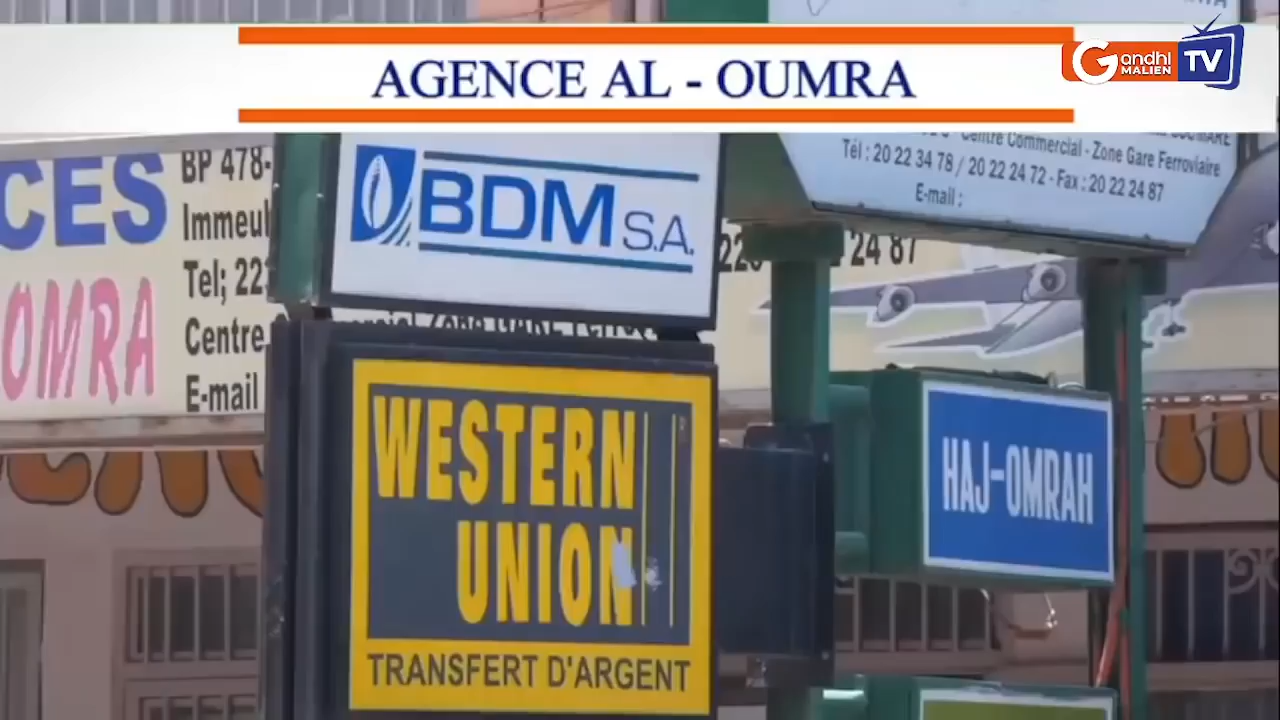 AGENCE AL - OUMRA
Gandhi
MALIEN
TV
Centre Commercial - Zone Gare Ferroviaire
Tél : 20 22 34 78 / 20 22 24 72 - Fax : 20 22 24 87
E-mail :
CES
OMRA
BP 478-
Immeul
Tel; 22
Centre
E-mail
24 87
BDM S.A.
WESTERN
UNION
TRANSFERT D'ARGENT
HAJ-OMRAH